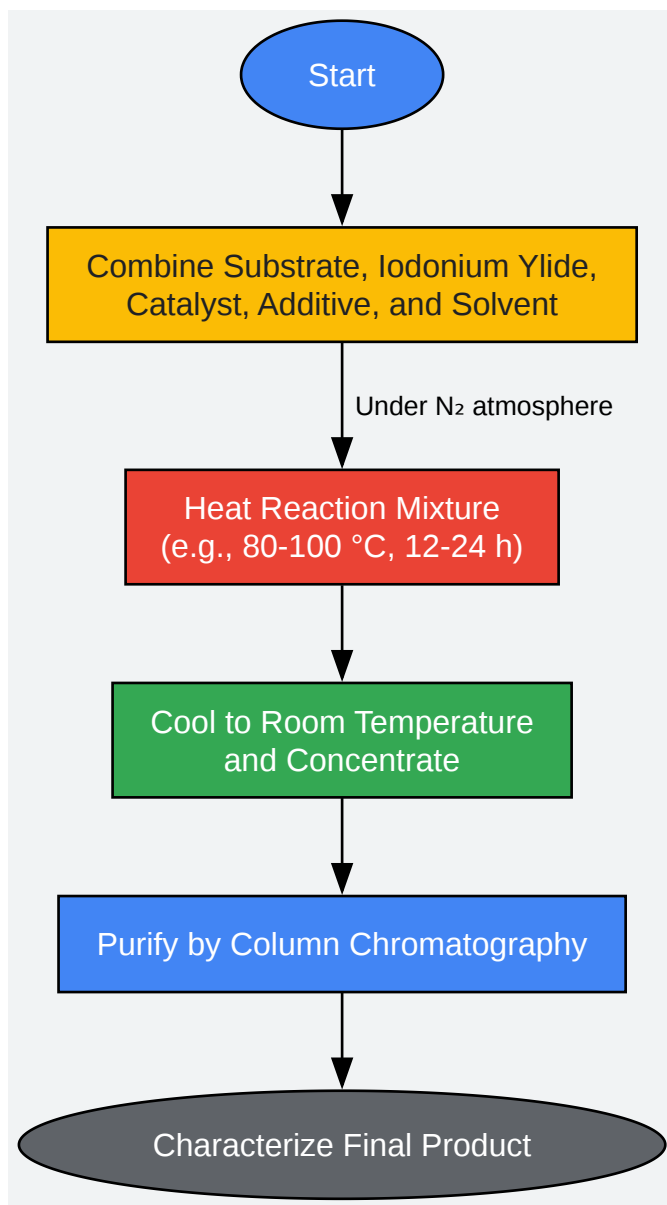 Start
Combine Substrate, Iodonium Ylide,
Catalyst, Additive, and Solvent
Under N₂ atmosphere
Heat Reaction Mixture
(e.g., 80-100 °C, 12-24 h)
Cool to Room Temperature
and Concentrate
Purify by Column Chromatography
Characterize Final Product